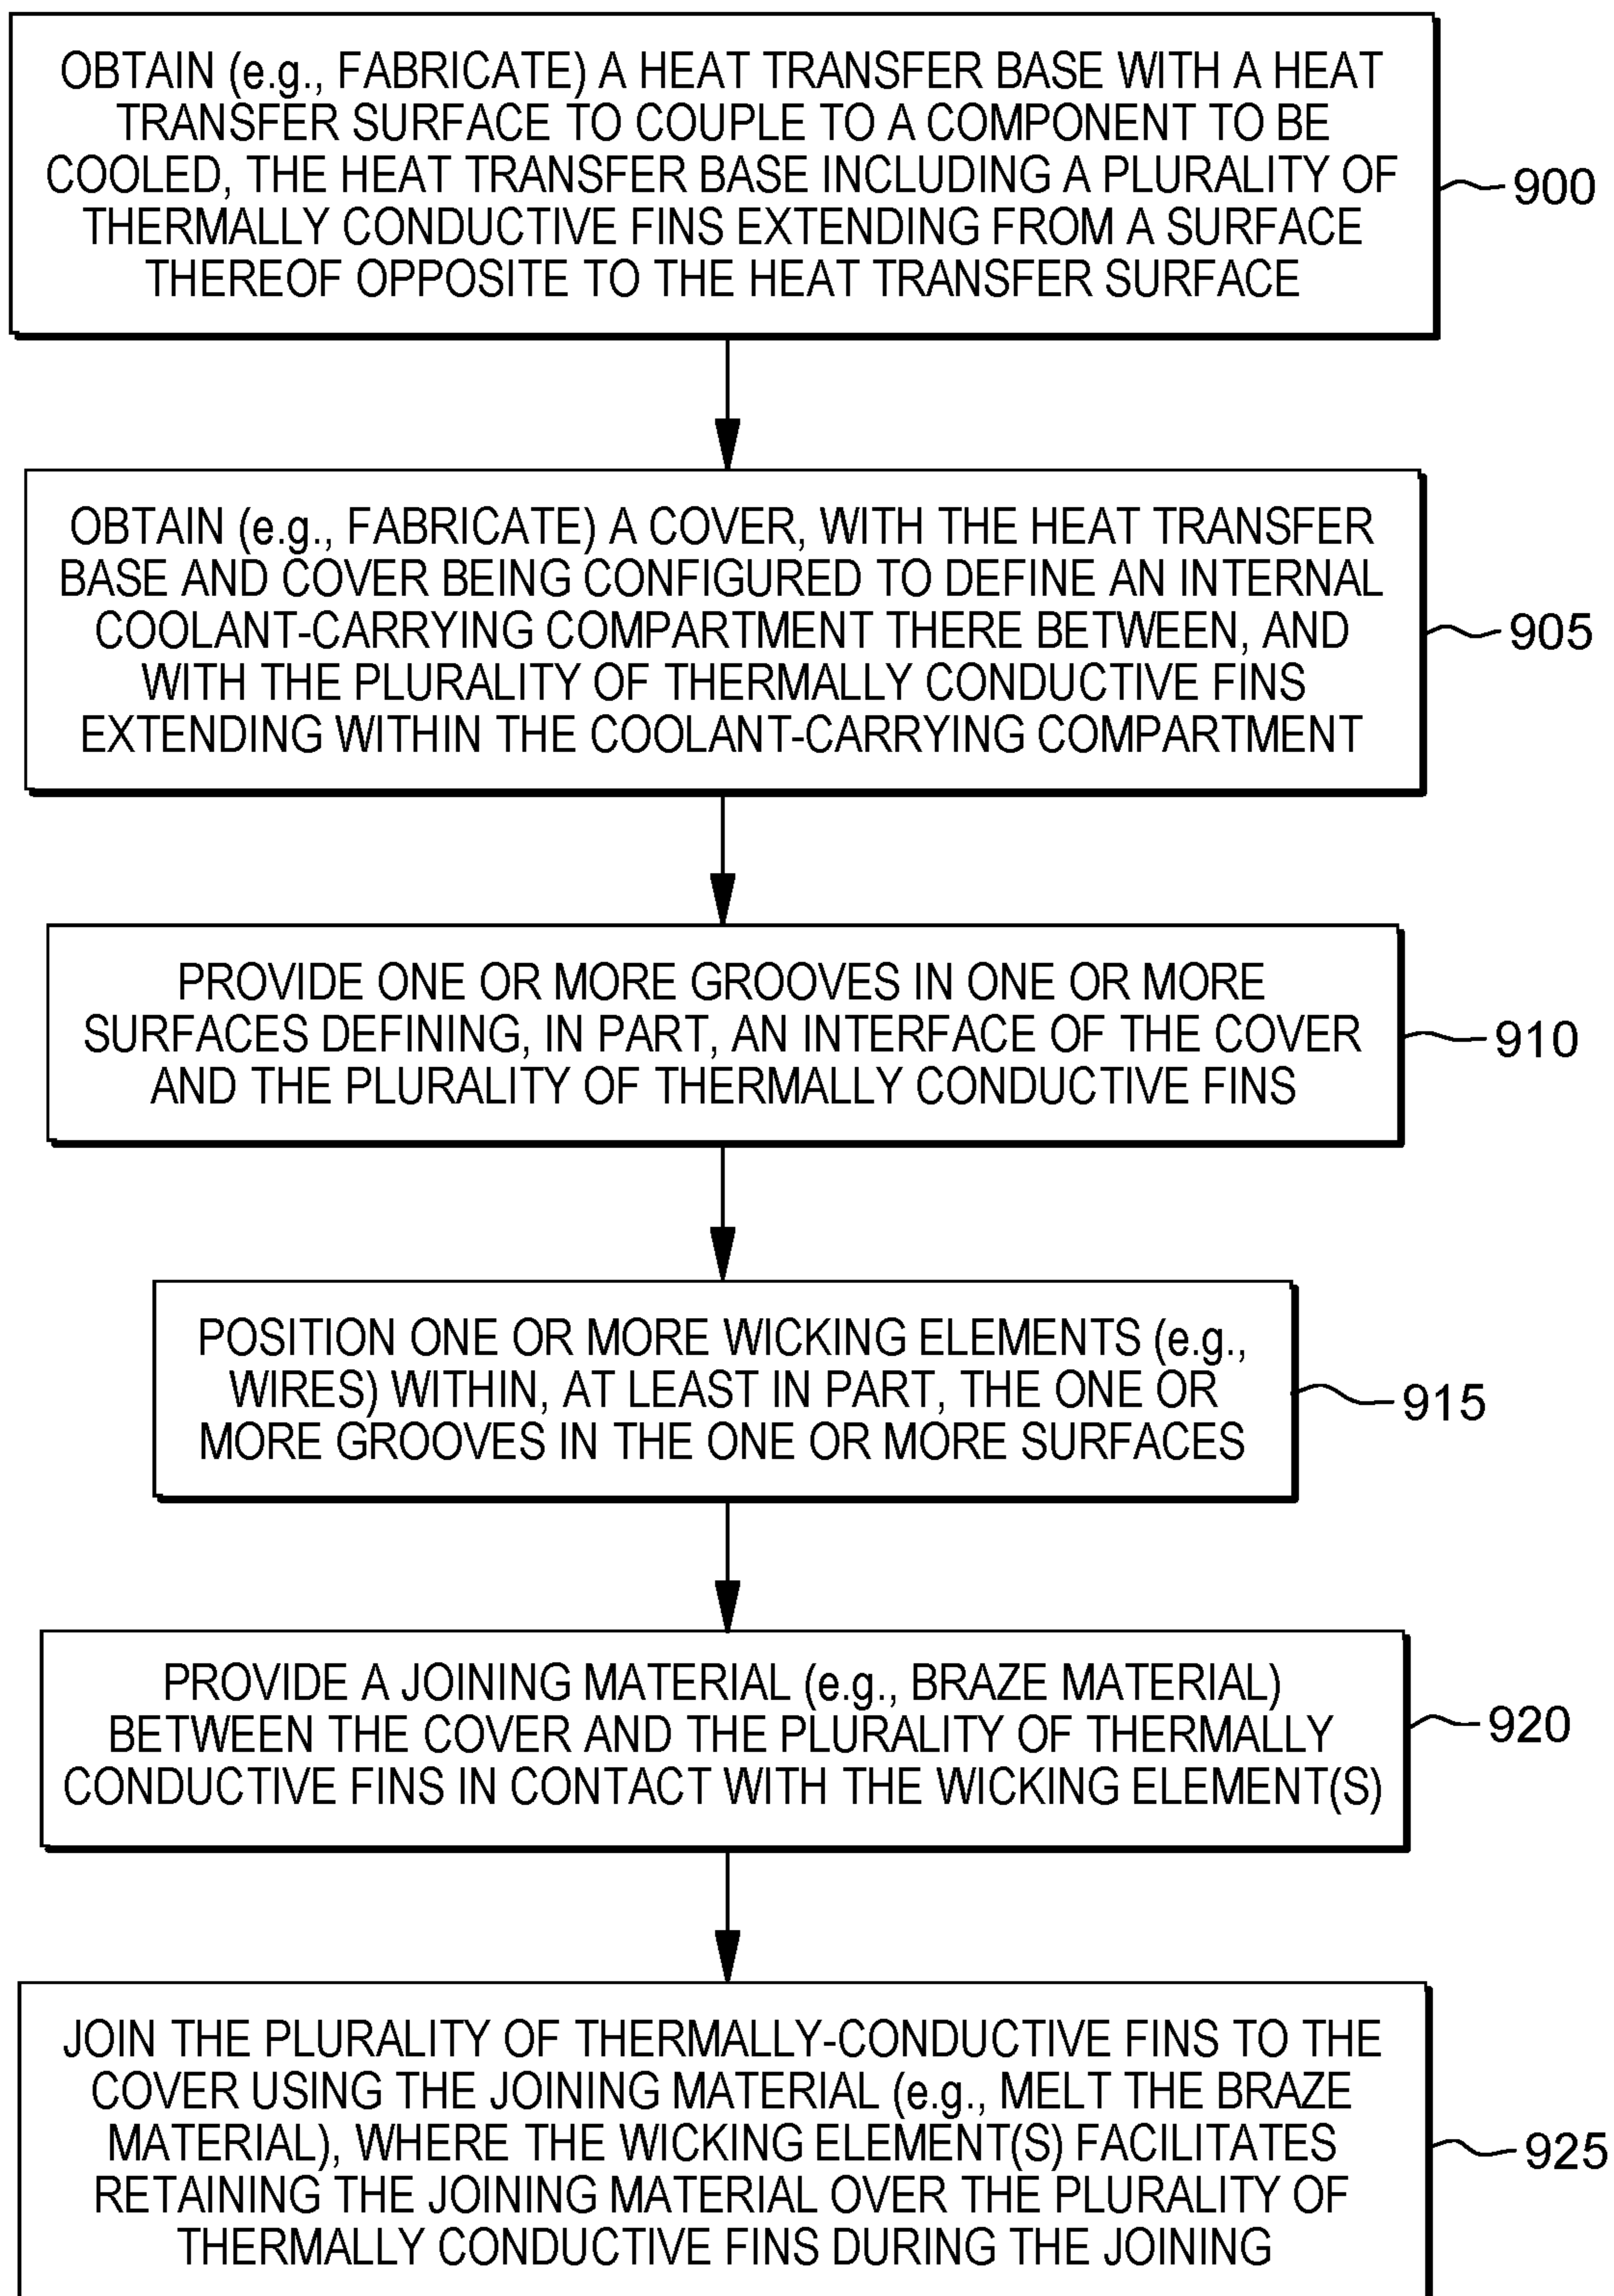 OBTAIN (e.g., FABRICATE) A HEAT TRANSFER BASE WITH A HEAT
TRANSFER SURFACE TO COUPLE TO A COMPONENT TO BE
COOLED, THE HEAT TRANSFER BASE INCLUDING A PLURALITY OF
THERMALLY CONDUCTIVE FINS EXTENDING FROM A SURFACE
THEREOF OPPOSITE TO THE HEAT TRANSFER SURFACE
900
OBTAIN (e.g., FABRICATE) A COVER, WITH THE HEAT TRANSFER
BASE AND COVER BEING CONFIGURED TO DEFINE AN INTERNAL
COOLANT-CARRYING COMPARTMENT THERE BETWEEN, AND
WITH THE PLURALITY OF THERMALLY CONDUCTIVE FINS
EXTENDING WITHIN THE COOLANT-CARRYING COMPARTMENT
905
PROVIDE ONE OR MORE GROOVES IN ONE OR MORE
SURFACES DEFINING, IN PART, AN INTERFACE OF THE COVER
AND THE PLURALITY OF THERMALLY CONDUCTIVE FINS
910
POSITION ONE OR MORE WICKING ELEMENTS (e.g.,
WIRES) WITHIN, AT LEAST IN PART, THE ONE OR
MORE GROOVES IN THE ONE OR MORE SURFACES
915
PROVIDE A JOINING MATERIAL (e.g., BRAZE MATERIAL)
BETWEEN THE COVER AND THE PLURALITY OF THERMALLY
CONDUCTIVE FINS IN CONTACT WITH THE WICKING ELEMENT(S)
920
JOIN THE PLURALITY OF THERMALLY-CONDUCTIVE FINS TO THE
COVER USING THE JOINING MATERIAL (e.g., MELT THE BRAZE
MATERIAL), WHERE THE WICKING ELEMENT(S) FACILITATES
RETAINING THE JOINING MATERIAL OVER THE PLURALITY OF
THERMALLY CONDUCTIVE FINS DURING THE JOINING
925